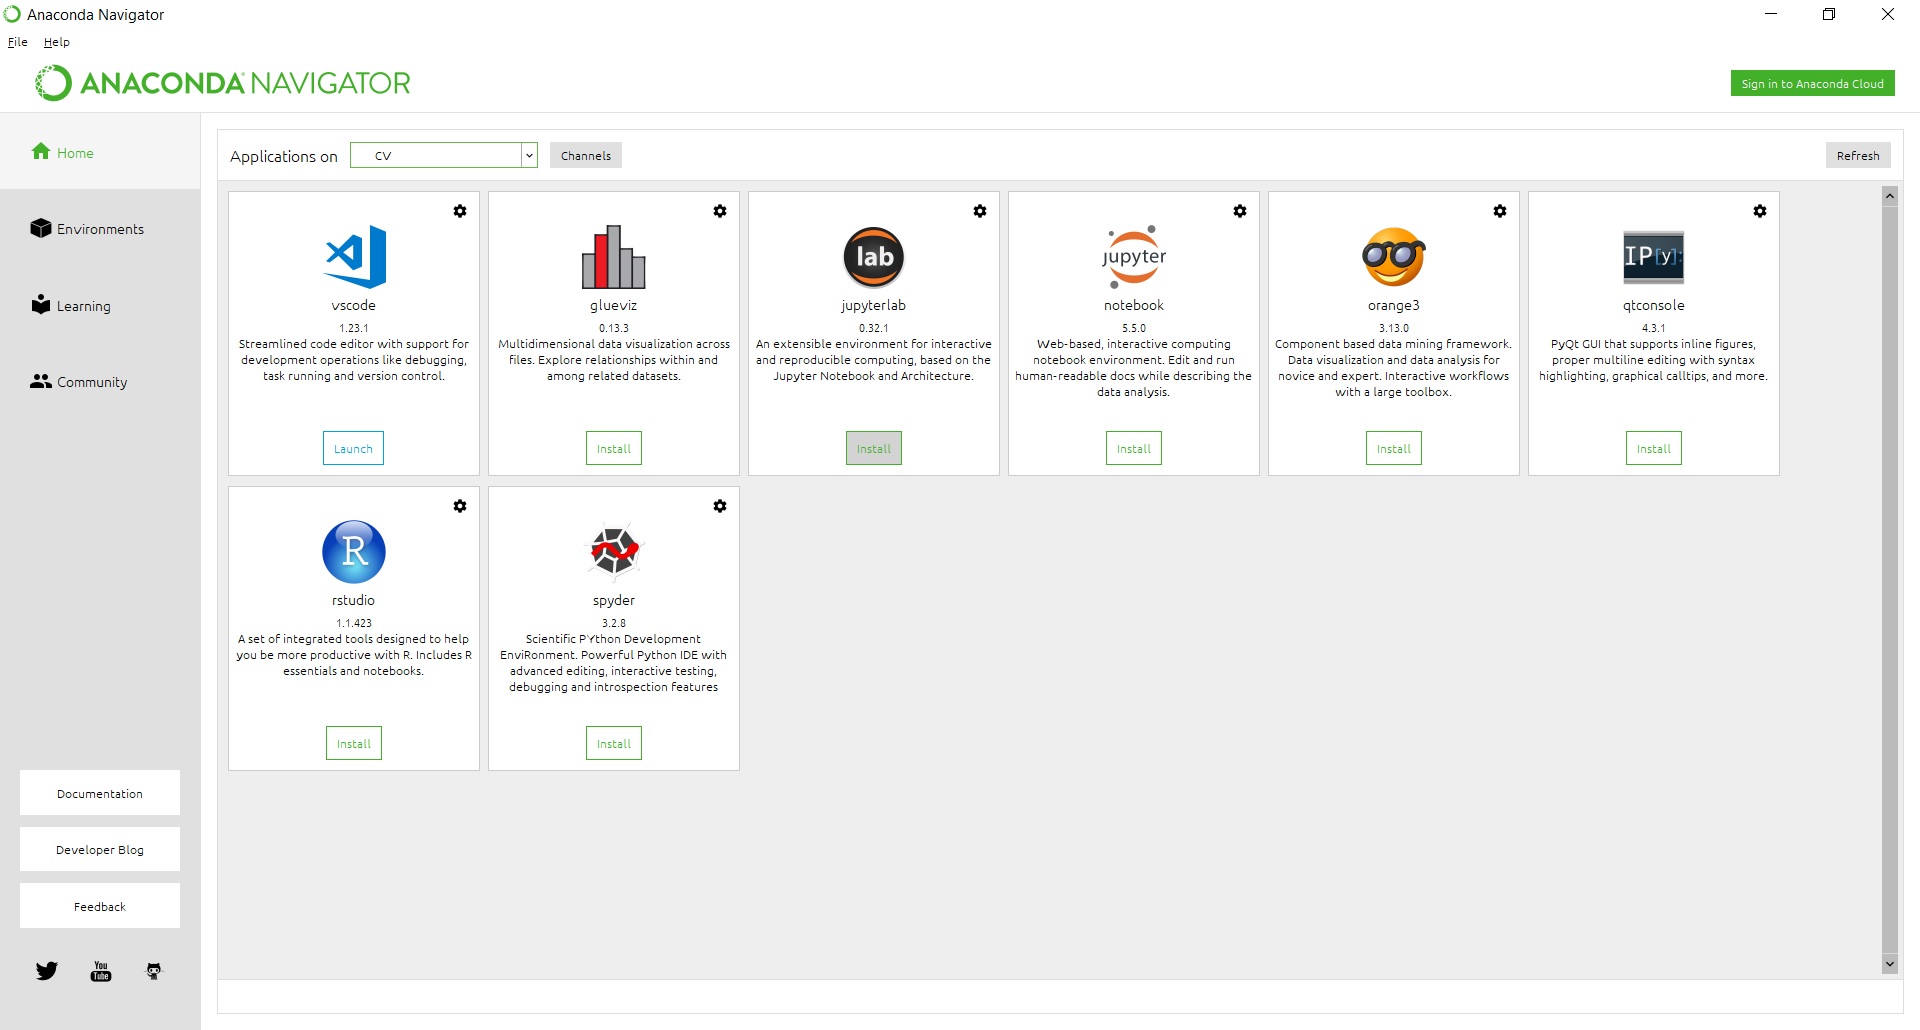 Anaconda Navigator
File Help
ANACONDA NAVIGATOR
Sign in to Anaconda Cloud
Home
Environments
Learning
Community
Documentation
Developer Blog
Feedback
You
Tube
Applications on CV Channels Refresh
vscode
1.23.1
Streamlined code editor with support for
development operations like debugging,
task running and version control.
Launch
glueviz
0.13.3
Multidimensional data visualization across
files. Explore relationships within and
among related datasets.
Install
lab
jupyterlab
0.32.1
An extensible environment for interactive
and reproducible computing, based on the
Jupyter Notebook and Architecture.
Install
jupyter
notebook
5.5.0
Web-based, interactive computing
notebook environment. Edit and run
human-readable docs while describing the
data analysis.
Install
orange3
3.13.0
Component based data mining framework.
Data visualization and data analysis for
novice and expert. Interactive workflows
with a large toolbox.
Install
IP[y]:
qtconsole
4.3.1
PyQt GUI that supports inline figures,
proper multiline editing with syntax
highlighting, graphical calltips, and more.
Install
R
rstudio
1.1.423
A set of integrated tools designed to help
you be more productive with R. Includes R
essentials and notebooks.
Install
spyder
3.2.8
Scientific PYthon Development
EnviRonment. Powerful Python IDE with
advanced editing, interactive testing,
debugging and introspection features
Install